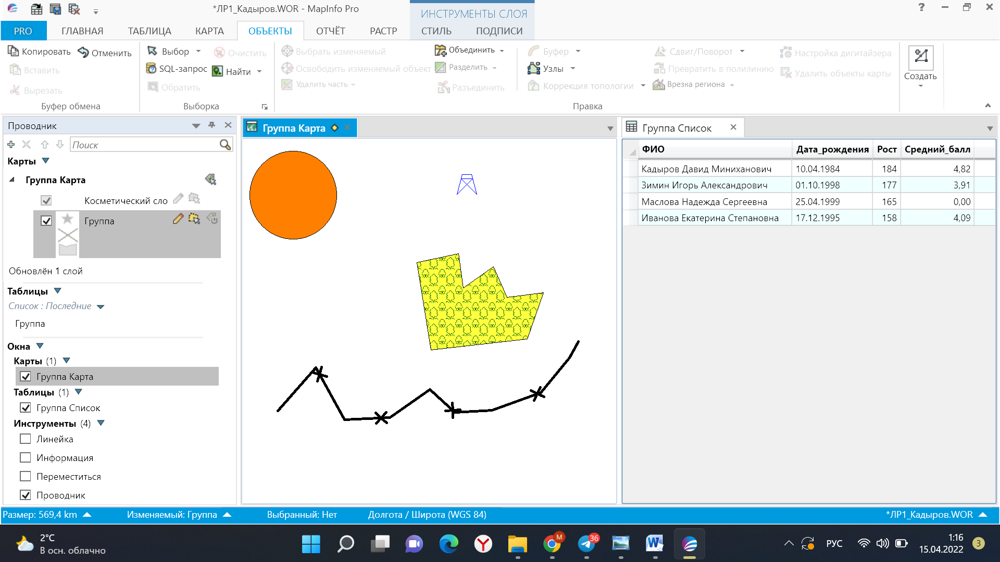 *ЛР1_Кадыров.WOR - MapInfo Pro
ИНСТРУМЕНТЫ СЛОЯ
?
PRO ГЛАВНАЯ ТАБЛИЦА КАРТА ОБЪЕКТЫ ОТЧЁТ РАСТР СТИЛЬ ПОДПИСИ
Копировать Отменить
Вставить
Вырезать
Буфер обмена
Выбор Очистить
SQL-запрос Найти
Обратить
Выборка
Выбрать изменяемый Объединить
Освободить изменяемый объект Разделить
Удалить часть Разъединить
Буфер Сдвиг/Поворот Настройка дигитайзера
Узлы Превратить в полилинию Удалить объекты карты
Коррекция топологии Врезка региона
Правка
Создать
Проводник
Поиск
Карты
Группа Карта
Косметический сло
Группа
Обновлён 1 слой
Таблицы
Список : Последние
Группа
Окна
Карты (1)
Группа Карта
Таблицы (1)
Группа Список
Инструменты (4)
Линейка
Информация
Переместиться
Проводник
Группа Карта
Группа Список
ФИО Дата_рождения Рост Средний_балл
Кадыров Давид Миниханович 10.04.1984 184 4,82
Зимин Игорь Александрович 01.10.1998 177 3,91
Маслова Надежда Сергеевна 25.04.1999 165 0,00
Иванова Екатерина Степановна 17.12.1995 158 4,09
Размер: 569,4 km Изменяемый: Группа Выбранный: Нет Долгота / Широта (WGS 84) *ЛР1_Кадыров.WOR
2°C
В осн. облачно
M
36
РУС
1:16
15.04.2022
3